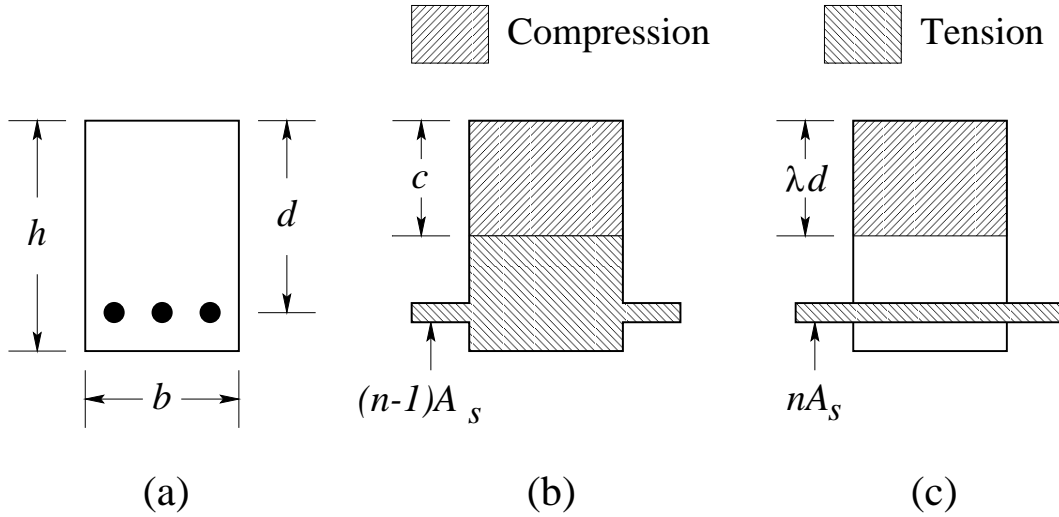 Compression
Tension
h
d
b
c
(n-1)A s
λd
nAs
(a)
(b)
(c)